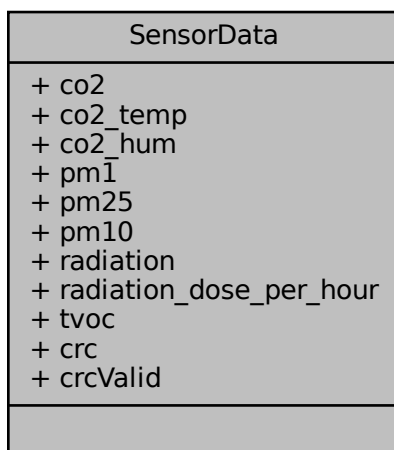 SensorData
+ co2
+ co2_temp
+ co2_hum
+ pm1
+ pm25
+ pm10
+ radiation
+ radiation_dose_per_hour
+ tvoc
+ crc
+ crcValid